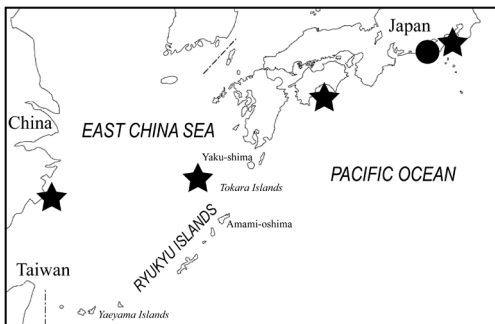 Japan
China
EAST CHINA SEA
Yaku-shima
PACIFIC OCEAN
Tokara Islands
RYUKYU ISLANDS
Amami-oshima
Taiwan
Yaeyama Islands